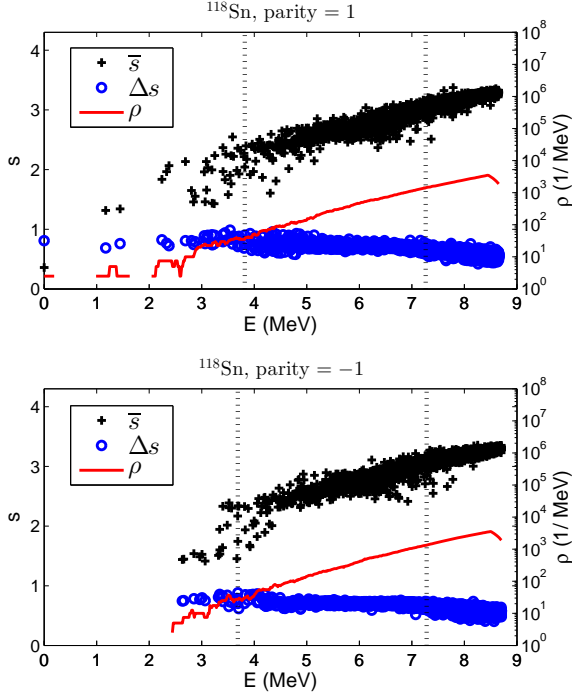 ¹¹⁸Sn, parity = 1
s̅
Δs
ρ
4
3
2
1
0
s
10⁸
10⁷
10⁶
10⁵
10⁴
10³
10²
10¹
10⁰
ρ (1/ MeV)
0 1 2 3 4 5 6 7 8 9
E (MeV)
¹¹⁸Sn, parity = −1
s̅
Δs
ρ
4
3
2
1
0
s
10⁸
10⁷
10⁶
10⁵
10⁴
10³
10²
10¹
10⁰
ρ (1/ MeV)
0 1 2 3 4 5 6 7 8 9
E (MeV)